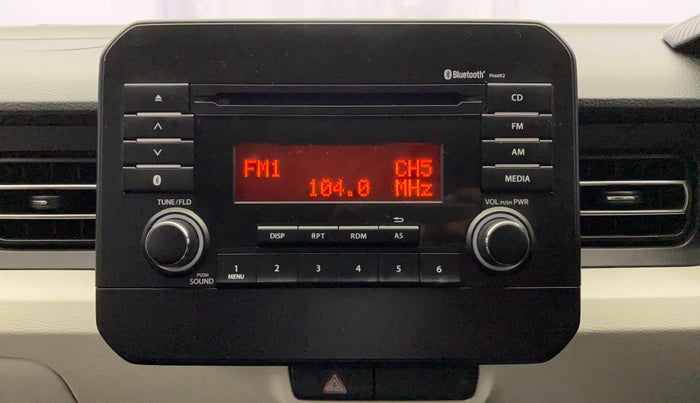 Bluetooth® PA66K2
CD
FM
AM
MEDIA
FM1 CH5
104.0 MHz
TUNE/FLD
VOL PUSH PWR
DISP RPT RDM AS
PUSH
SOUND
1 2 3 4 5 6
MENU